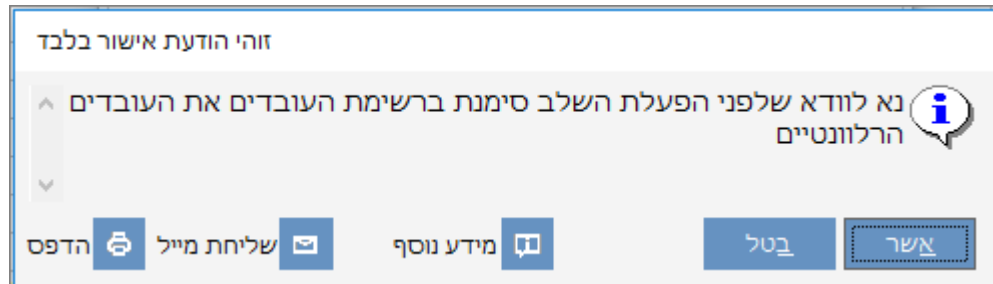 זוהי הודעת אישור בלבד
נא לוודא שלפני הפעלת השלב סימנת ברשימת העובדים את העובדים
הרלוונטיים
אשר
בטל
מידע נוסף
שליחת מייל
הדפס